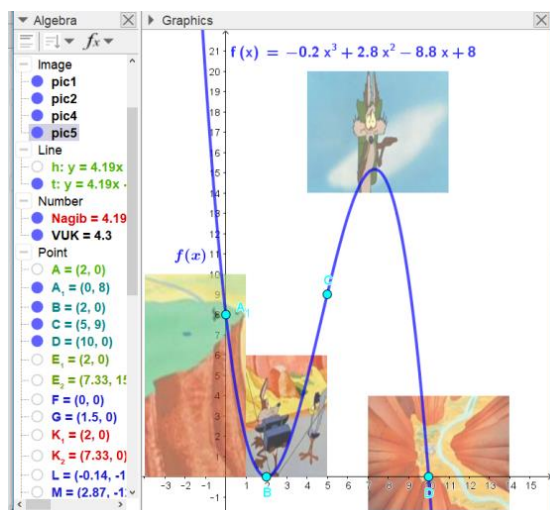 Algebra
Graphics
fx
Image
pic1
pic2
pic4
pic5
Line
h: y = 4.19x
t: y = 4.19x -
Number
Nagib = 4.19
VUK = 4.3
Point
A = (2, 0)
A₁ = (0, 8)
B = (2, 0)
C = (5, 9)
D = (10, 0)
E₁ = (2, 0)
E₂ = (7.33, 15
F = (0, 0)
G = (1.5, 0)
K₁ = (2, 0)
K₂ = (7.33, 0)
L = (-0.14, -1
M = (2.87, -1
f (x) = −0.2 x³ + 2.8 x² − 8.8 x + 8
21
20
19
18
17
16
15
14
13
12
11
f(x)
10
9
8
7
6
5
4
3
2
1
-1
A₁
C
B
D
-3 -2 -1 0 1 2 3 4 5 6 7 8 9 10 11 12 13 14 15